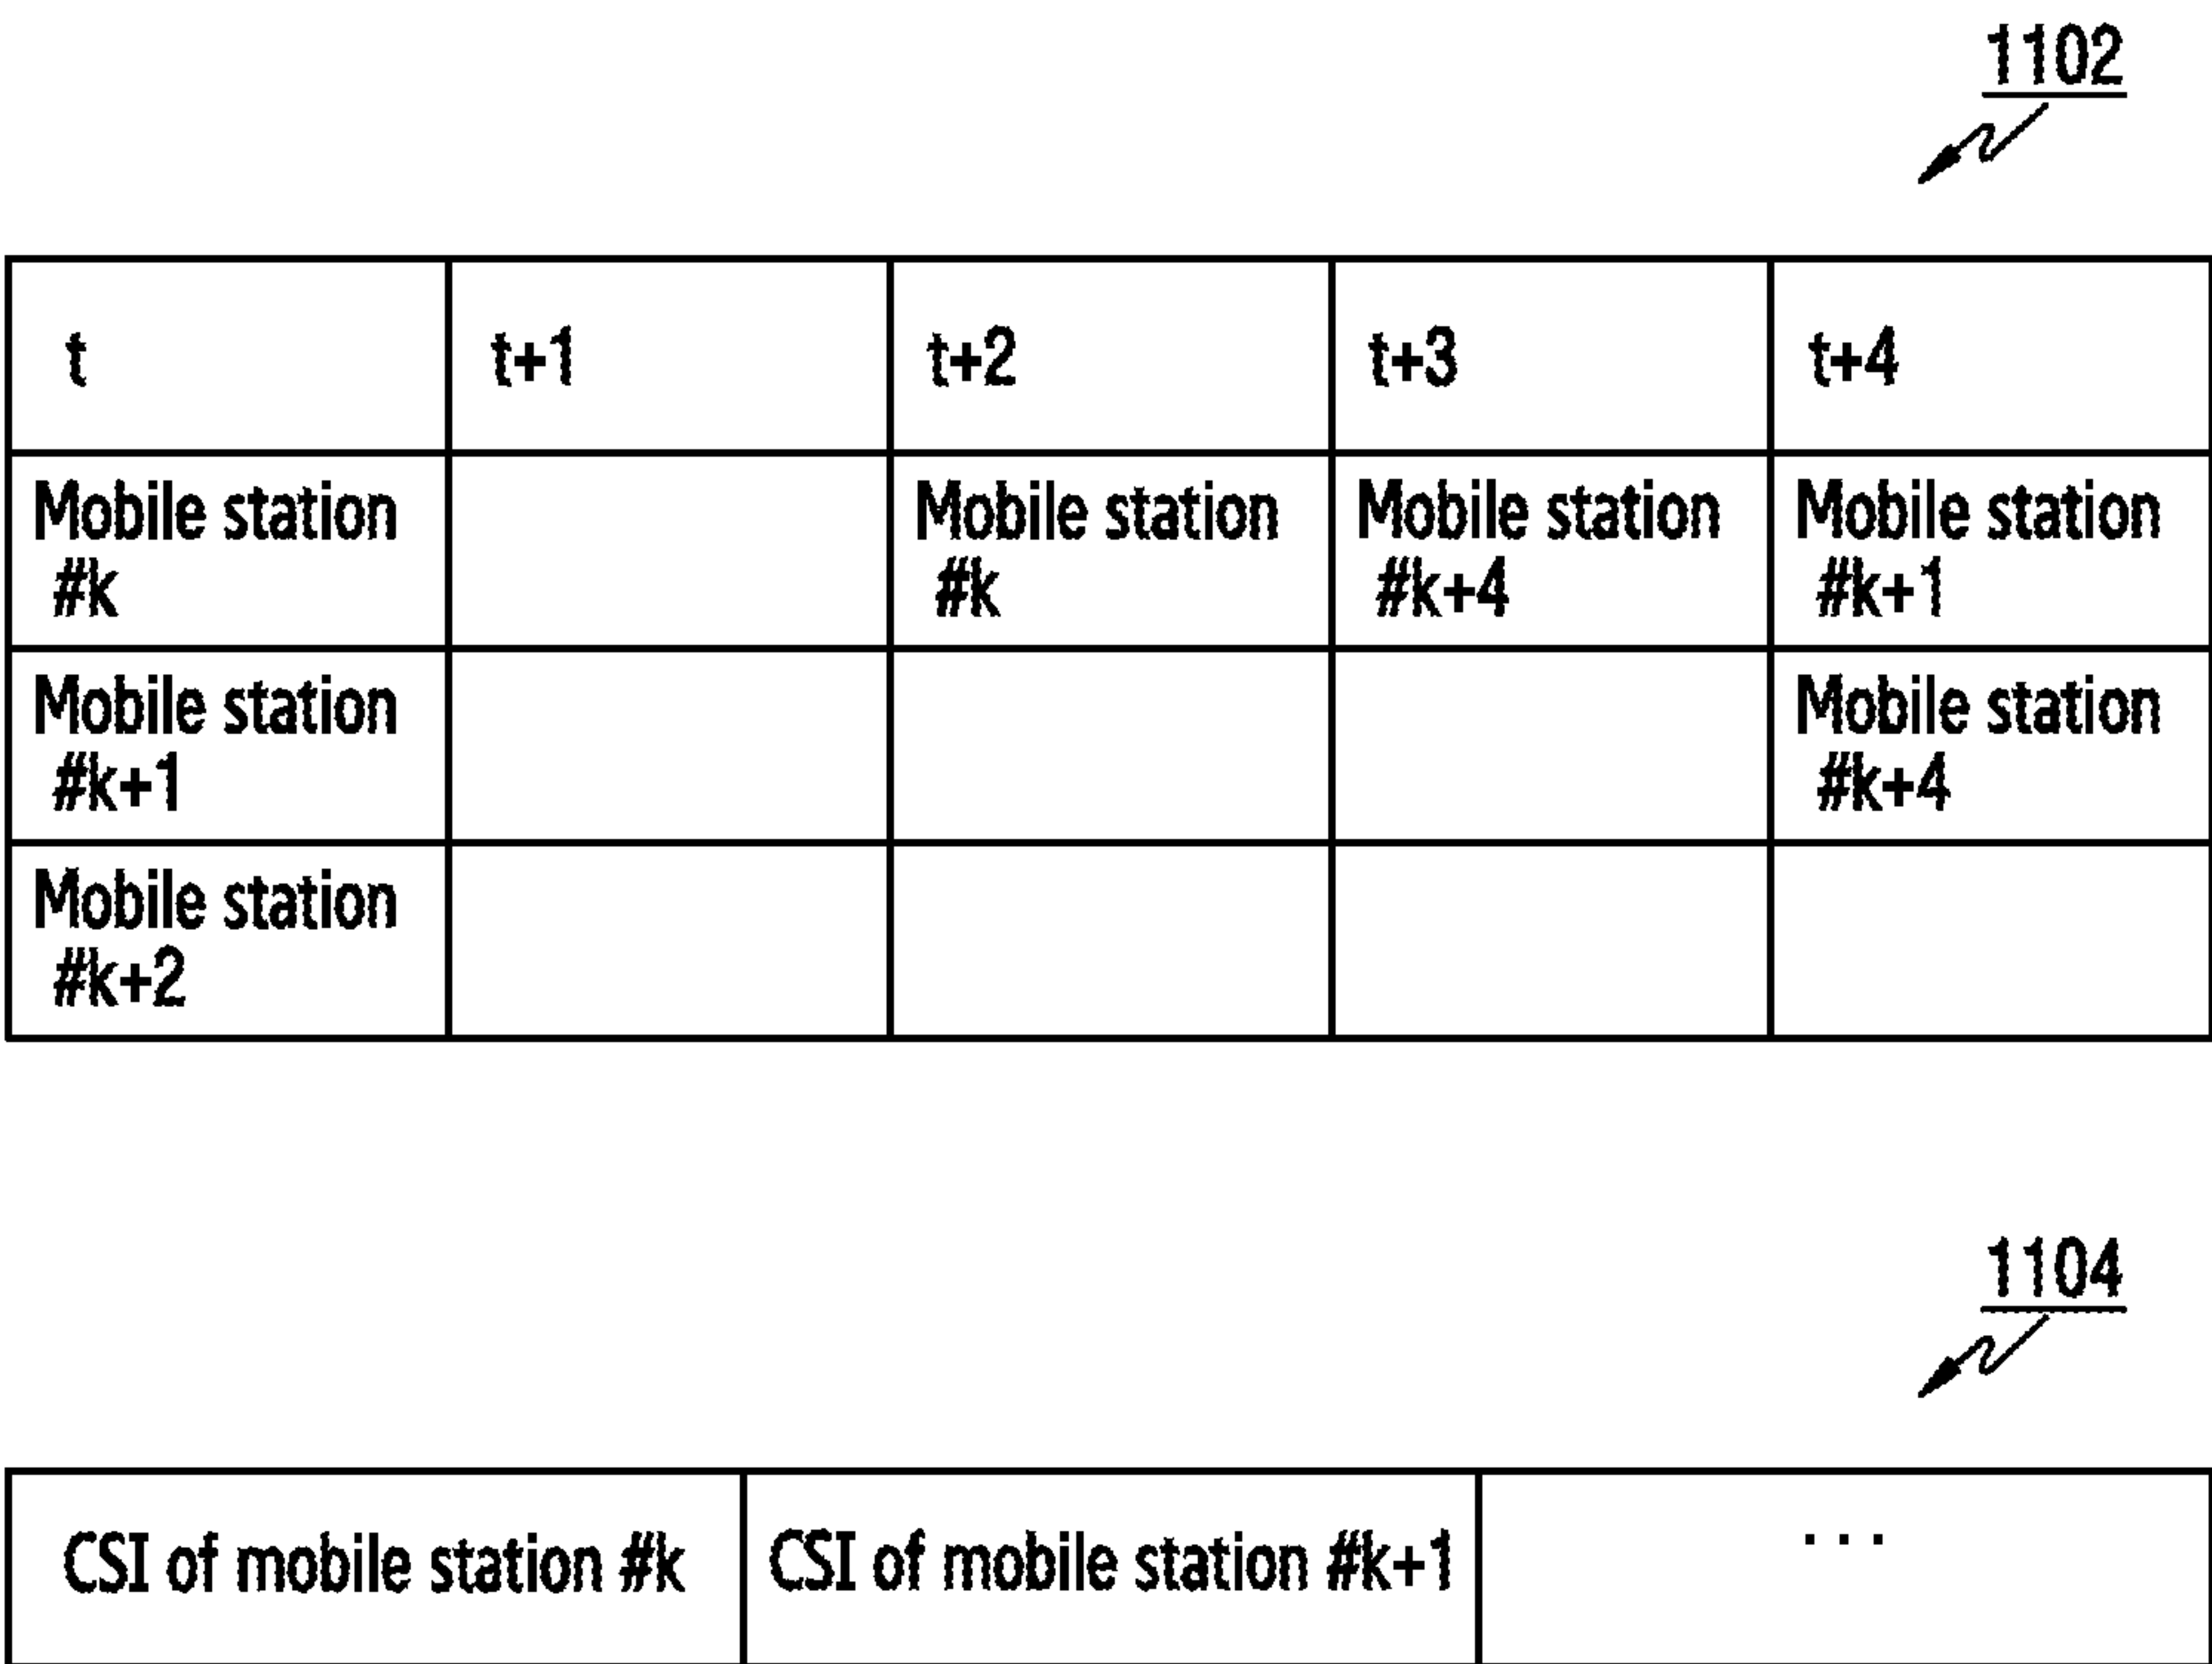 1102
t t+1 t+2 t+3 t+4
Mobile station Mobile station Mobile station Mobile station
#k #k #k+4 #k+1
Mobile station Mobile station
#k+1 #k+4
Mobile station
#k+2
1104
CSI of mobile station #k CSI of mobile station #k+1 ...